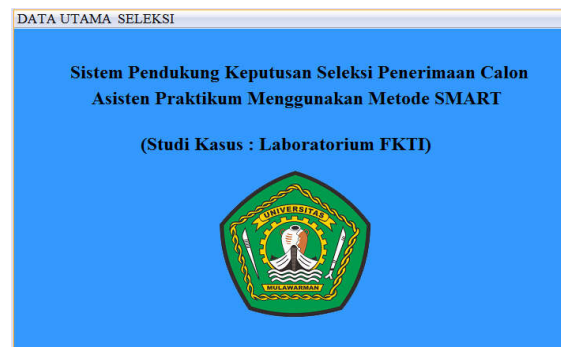 DATA UTAMA SELEKSI
Sistem Pendukung Keputusan Seleksi Penerimaan Calon
Asisten Praktikum Menggunakan Metode SMART
(Studi Kasus : Laboratorium FKTI)
UNIVERSITAS
MULAWARMAN